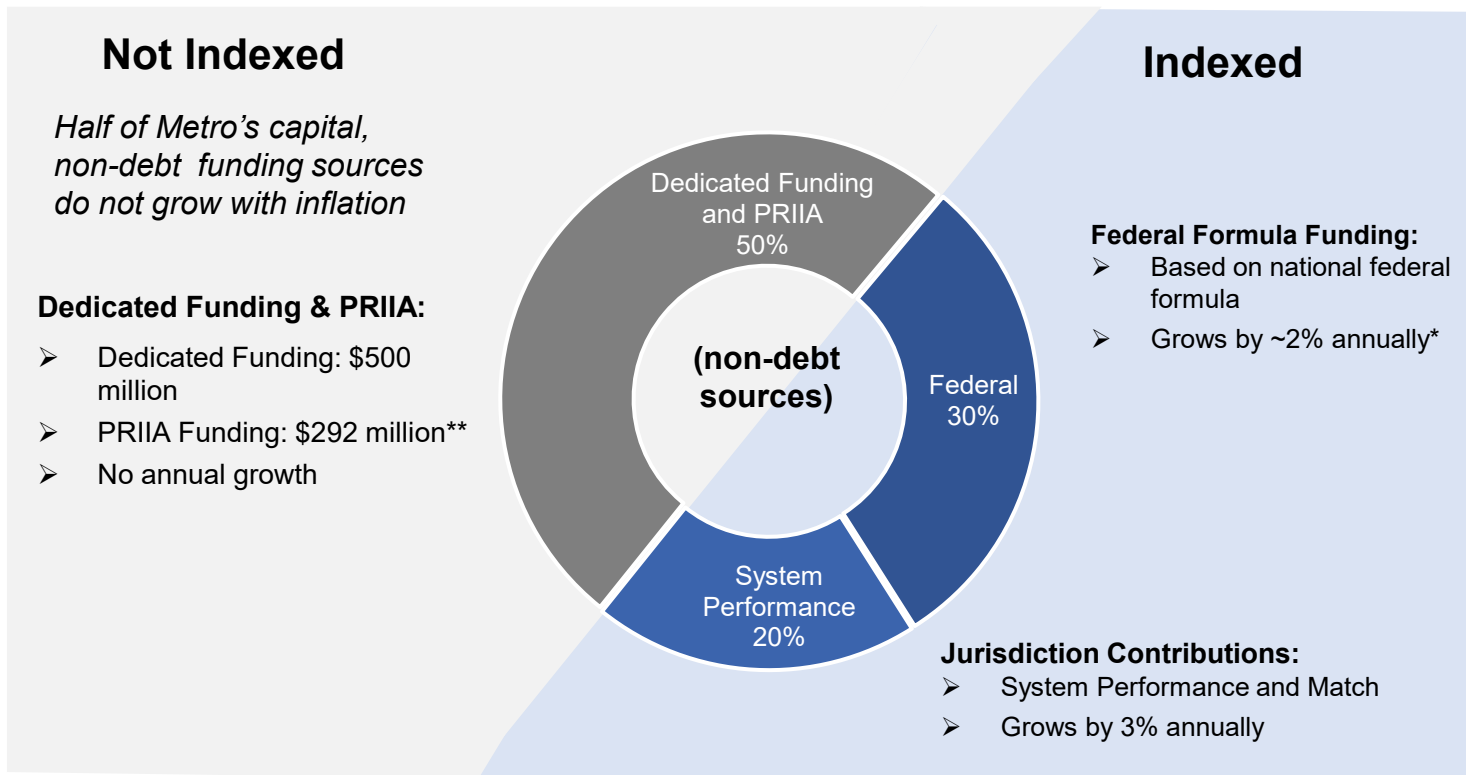 Not Indexed
Half of Metro's capital,
non-debt  funding sources
do not grow with inflation
Dedicated Funding & PRIIA:
➢ Dedicated Funding: $500
million
➢ PRIIA Funding: $292 million**
➢ No annual growth
Dedicated Funding
and PRIIA
50%
(non-debt
sources)
Federal
30%
System
Performance
20%
Indexed
Federal Formula Funding:
➢ Based on national federal
formula
➢ Grows by ~2% annually*
Jurisdiction Contributions:
➢ System Performance and Match
➢ Grows by 3% annually